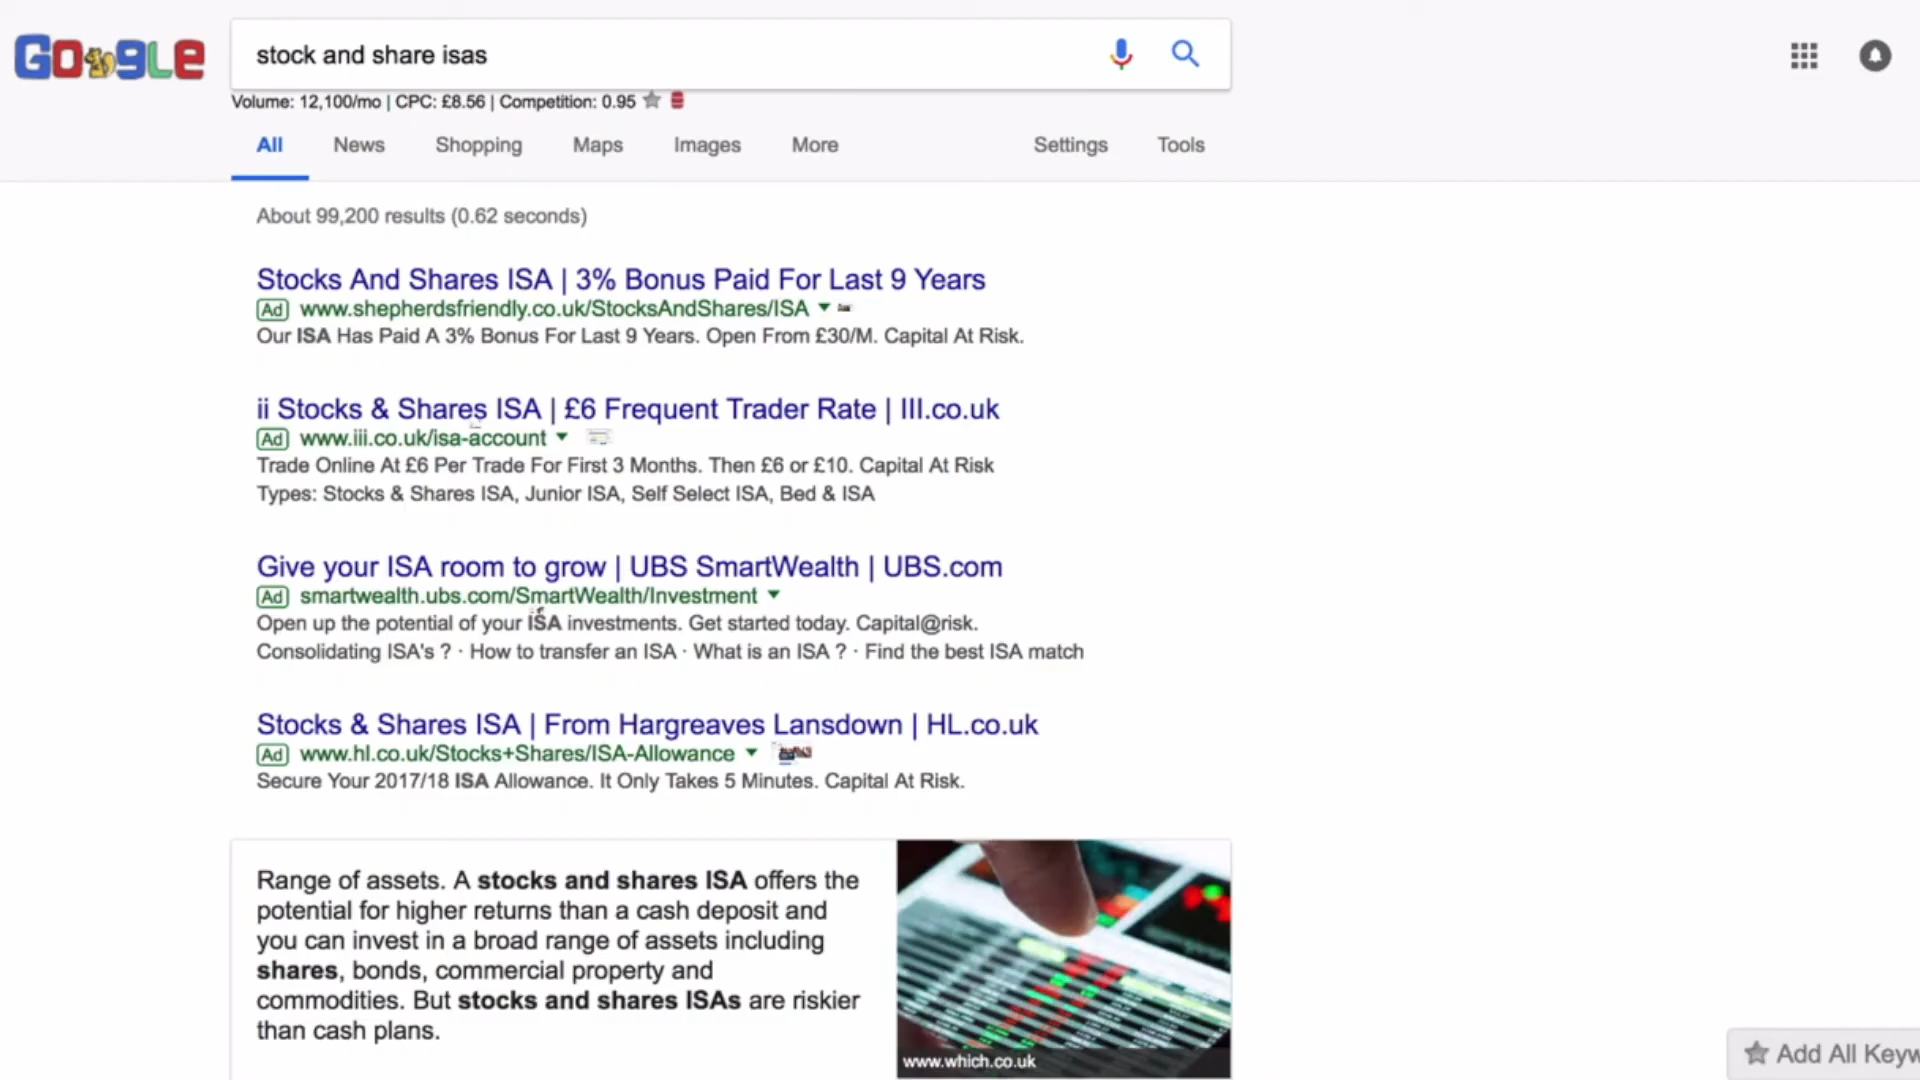 GOOGLE
stock and share isas
Volume: 12,100/mo | CPC: £8.56 | Competition: 0.95
All News Shopping Maps Images More Settings Tools
About 99,200 results (0.62 seconds)
Stocks And Shares ISA | 3% Bonus Paid For Last 9 Years
Ad www.shepherdsfriendly.co.uk/StocksAndShares/ISA
Our ISA Has Paid A 3% Bonus For Last 9 Years. Open From £30/M. Capital At Risk.
ii Stocks & Shares ISA | £6 Frequent Trader Rate | III.co.uk
Ad www.iii.co.uk/isa-account
Trade Online At £6 Per Trade For First 3 Months. Then £6 or £10. Capital At Risk
Types: Stocks & Shares ISA, Junior ISA, Self Select ISA, Bed & ISA
Give your ISA room to grow | UBS SmartWealth | UBS.com
Ad smartwealth.ubs.com/SmartWealth/Investment
Open up the potential of your ISA investments. Get started today. Capital@risk.
Consolidating ISA's ? · How to transfer an ISA · What is an ISA ? · Find the best ISA match
Stocks & Shares ISA | From Hargreaves Lansdown | HL.co.uk
Ad www.hl.co.uk/Stocks+Shares/ISA-Allowance
Secure Your 2017/18 ISA Allowance. It Only Takes 5 Minutes. Capital At Risk.
Range of assets. A stocks and shares ISA offers the
potential for higher returns than a cash deposit and
you can invest in a broad range of assets including
shares, bonds, commercial property and
commodities. But stocks and shares ISAs are riskier
than cash plans.
www.which.co.uk
Add All Keyw